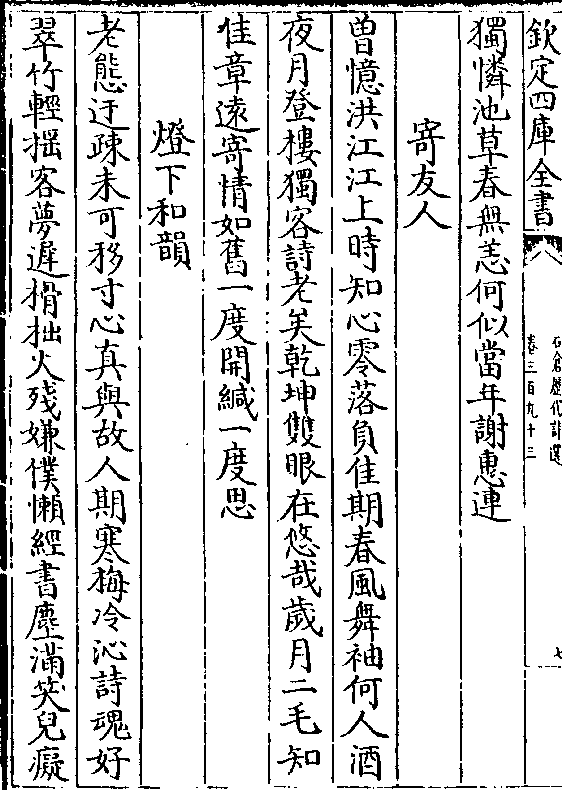 欽定四庫全書
石倉歷代詩選
卷三百九十三
七
獨憐池草春無恙何似當年謝惠連
寄友人
曾憶洪江江上時知心零落負佳期春風舞袖何人酒
夜月登樓獨客詩老矣乾坤雙眼在悠哉歲月二毛知
佳章遠寄情如舊一度開緘一度思
燈下和韻
老態迂疎未可移寸心真與故人期寒梅冷沁詩魂好
翠竹輕揺客夢遲榾柮火殘嫌僕懶經書塵滿笑兒癡